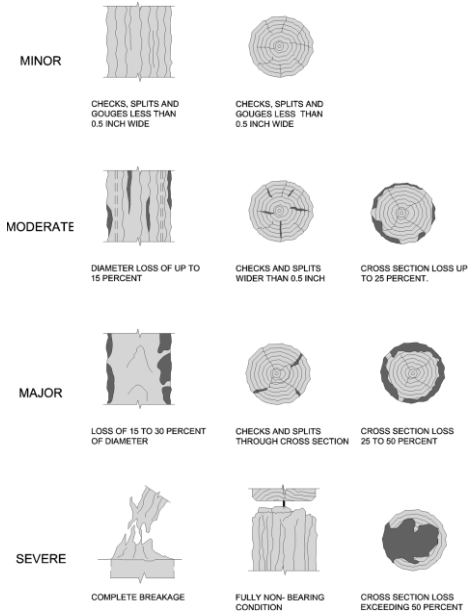 MINOR
CHECKS, SPLITS AND
GOUGES LESS THAN
0.5 INCH WIDE
CHECKS, SPLITS AND
GOUGES LESS THAN
0.5 INCH WIDE
MODERATE
DIAMETER LOSS OF UP TO
15 PERCENT
CHECKS AND SPLITS
WIDER THAN 0.5 INCH
CROSS SECTION LOSS UP
TO 25 PERCENT.
MAJOR
LOSS OF 15 TO 30 PERCENT
OF DIAMETER
CHECKS AND SPLITS
THROUGH CROSS SECTION
CROSS SECTION LOSS
25 TO 50 PERCENT
SEVERE
COMPLETE BREAKAGE
FULLY NON- BEARING
CONDITION
CROSS SECTION LOSS
EXCEEDING 50 PERCENT